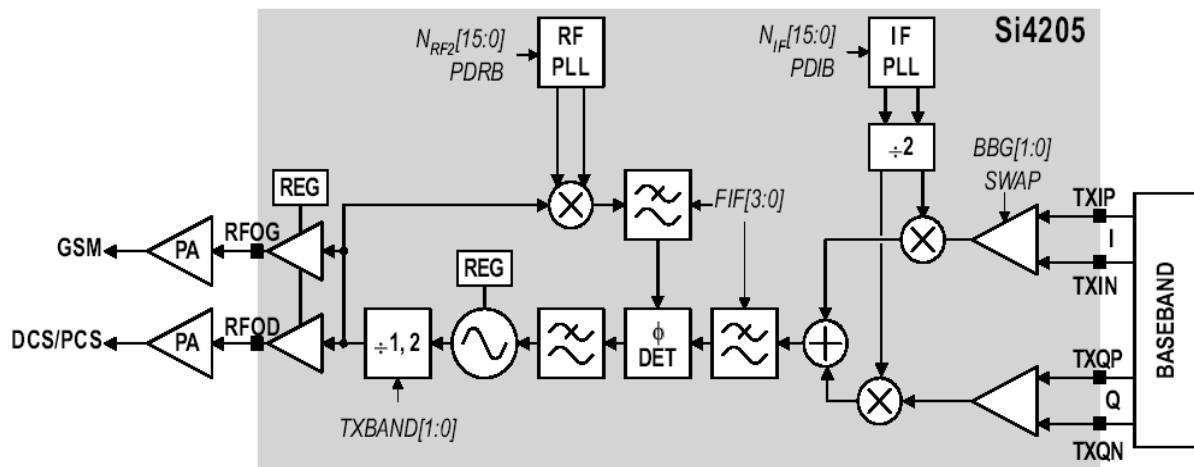 Si4205
N_RF2[15:0]
PDRB
RF
PLL
N_IF[15:0]
PDIB
IF
PLL
÷2
BBG[1:0]
SWAP
REG
FIF[3:0]
TXIP
I
TXIN
GSM
PA
RFOG
REG
DCS/PCS
PA
RFOD
÷1, 2
ϕ
DET
TXBAND[1:0]
TXQP
Q
TXQN
BASEBAND